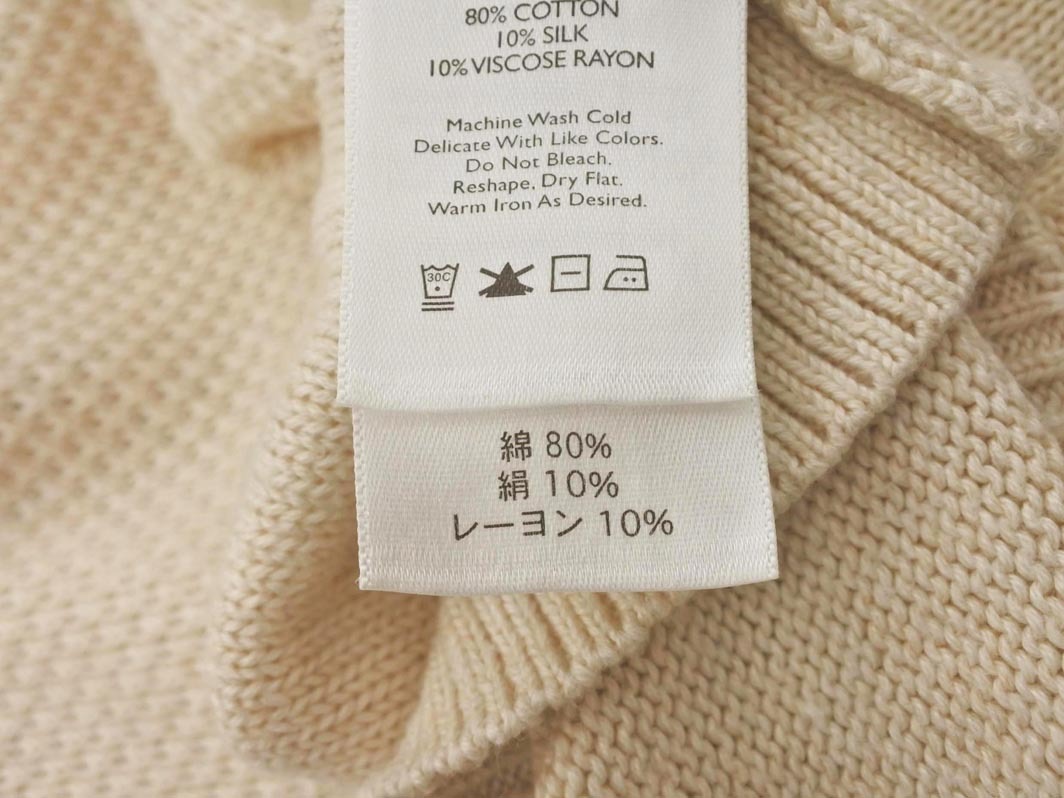 80% COTTON
10% SILK
10% VISCOSE RAYON
Machine Wash Cold
Delicate With Like Colors.
Do Not Bleach.
Reshape, Dry Flat.
Warm Iron As Desired.
30C
綿 80%
絹 10%
レーヨン 10%